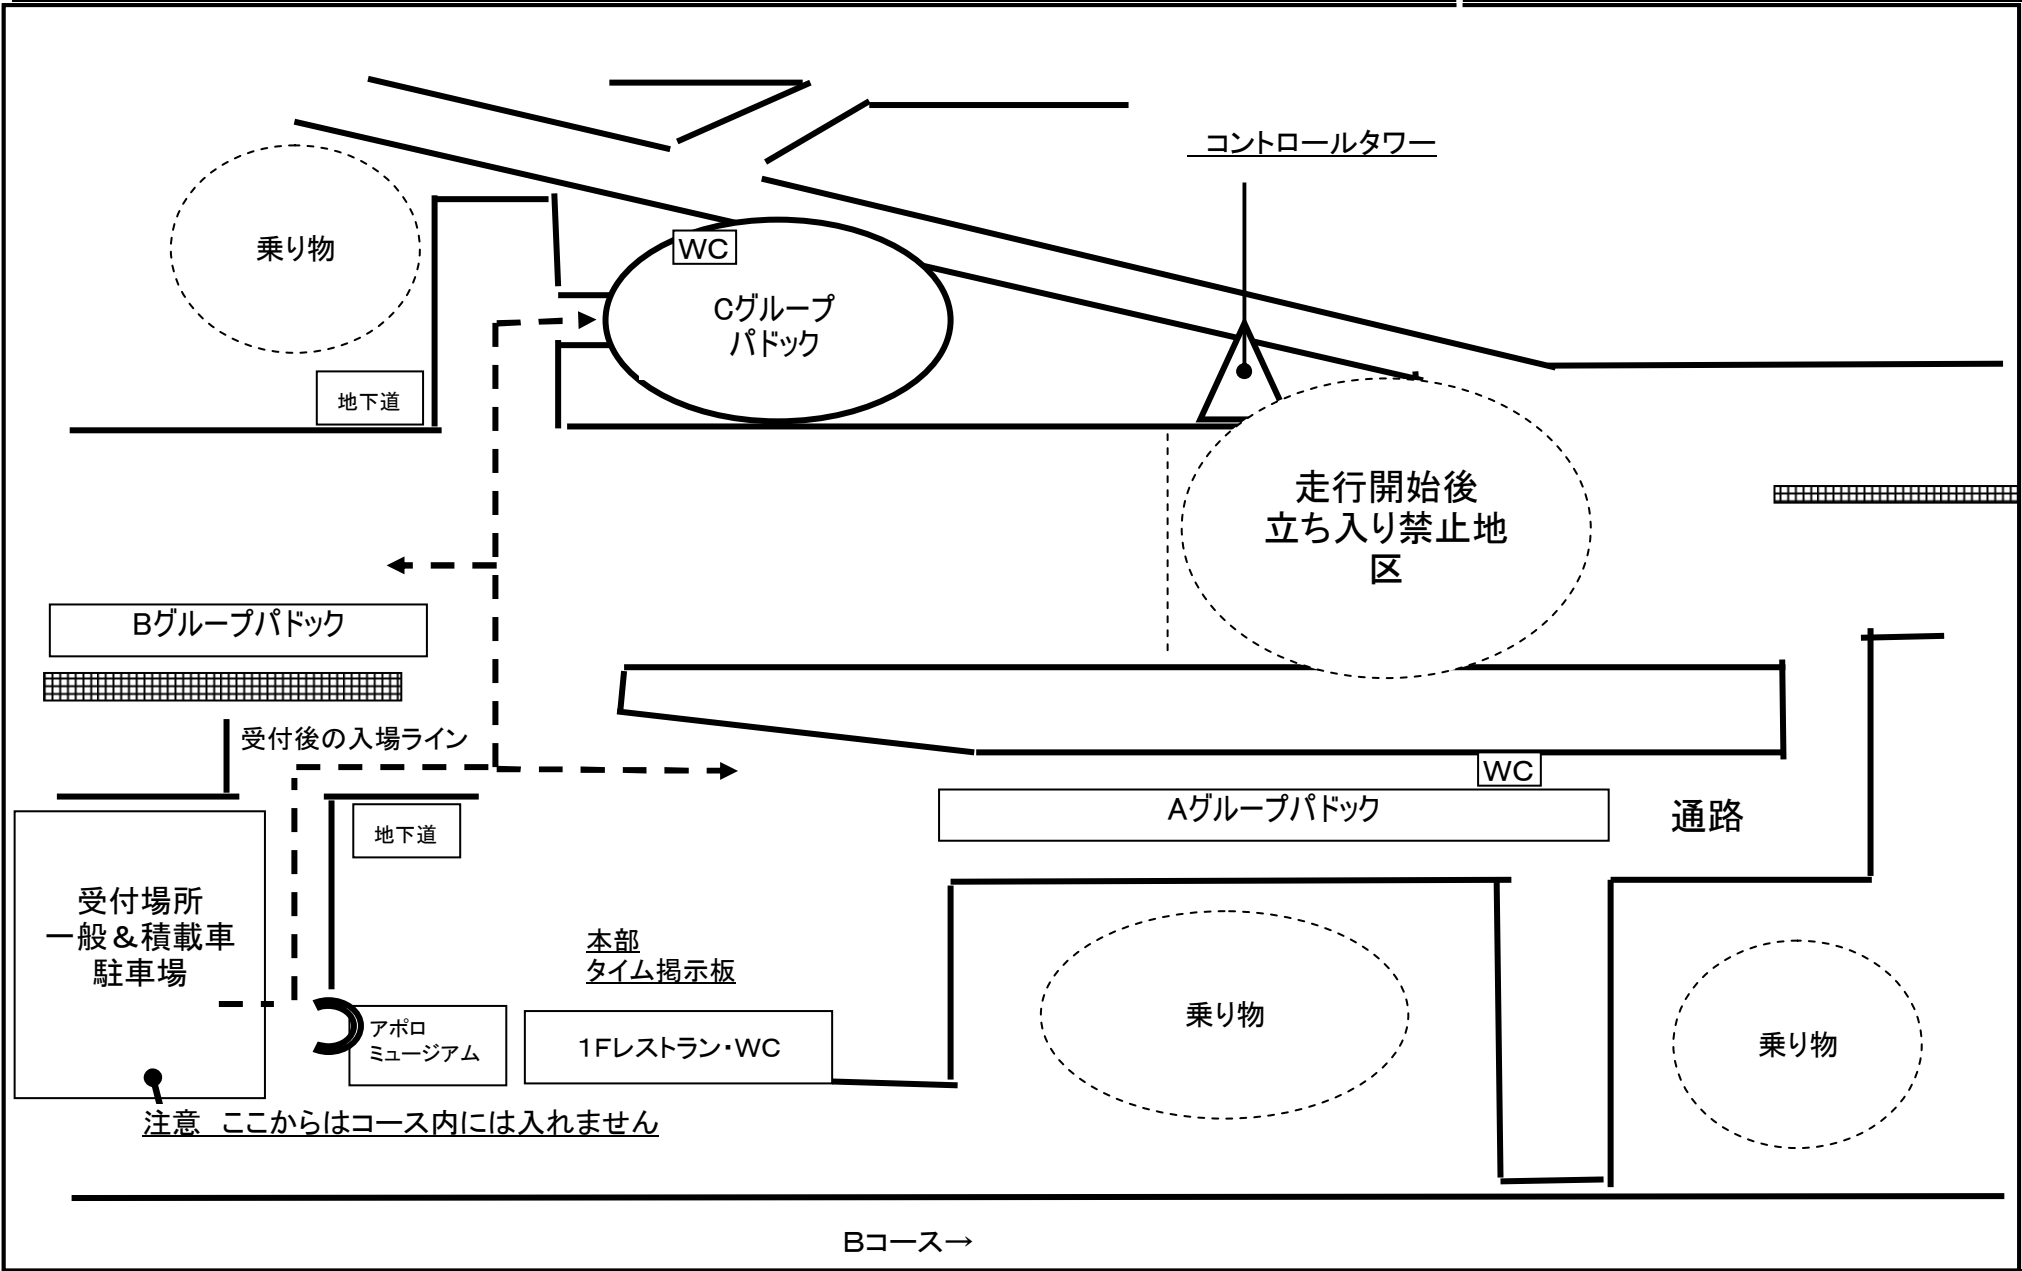 コントロールタワー
乗り物
WC
Cグループ
パドック
地下道
走行開始後
立ち入り禁止地
区
Bグループパドック
受付後の入場ライン
WC
Aグループパドック
通路
地下道
受付場所
一般&積載車
駐車場
本部
タイム掲示板
アポロ
ミュージアム
1Fレストラン・WC
乗り物
乗り物
注意　ここからはコース内には入れません
Bコース→